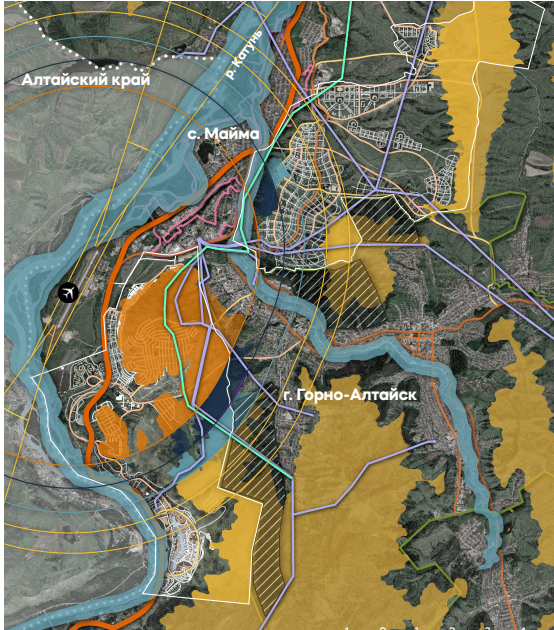 р. Катунь
Алтайский край
с. Майма
г. Горно-Алтайск